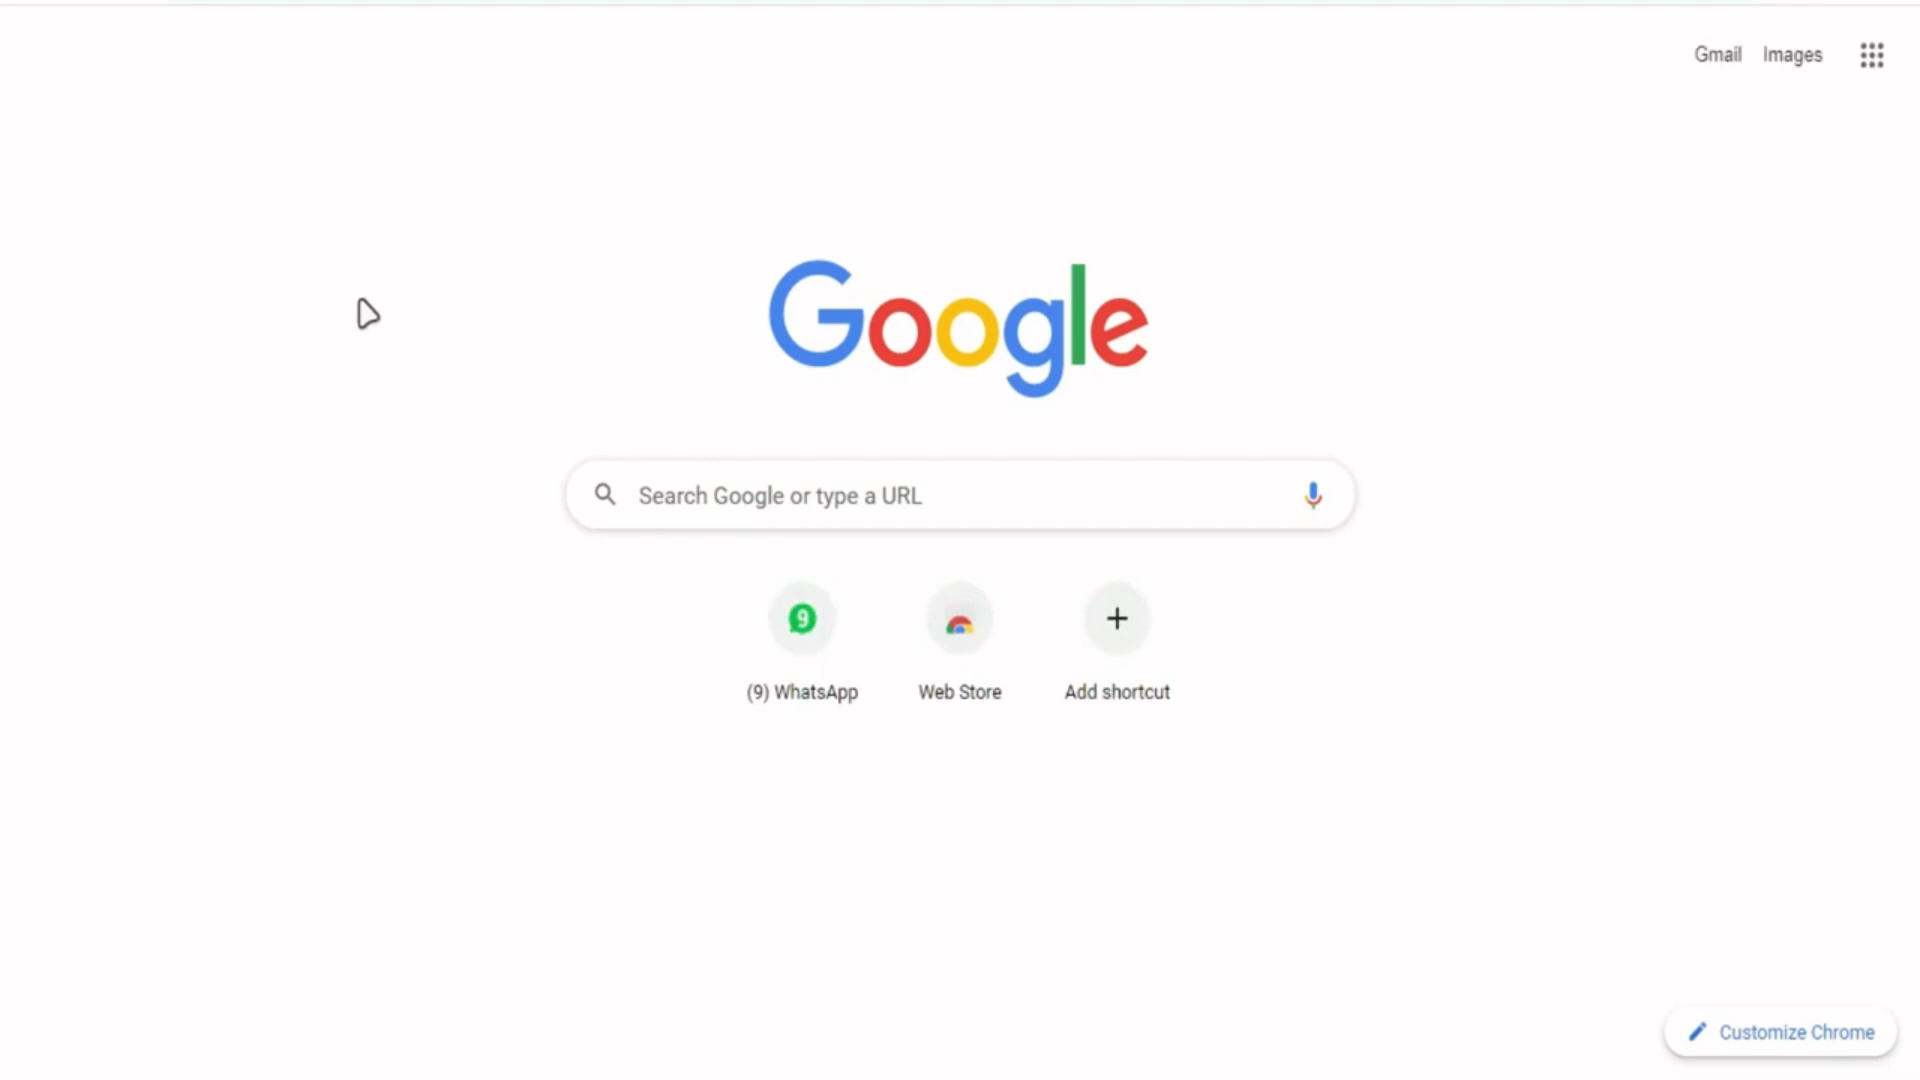 Gmail Images
Google
Search Google or type a URL
9
(9) WhatsApp
Web Store
Add shortcut
Customize Chrome